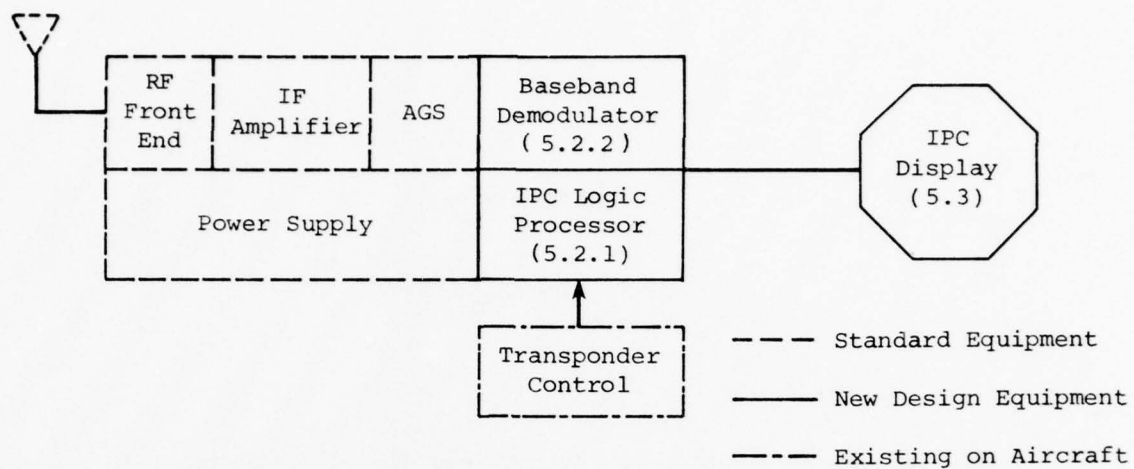 RF
Front
End
IF
Amplifier
AGS
Baseband
Demodulator
(5.2.2)
IPC
Display
(5.3)
Power Supply
IPC Logic
Processor
(5.2.1)
Transponder
Control
Standard Equipment
New Design Equipment
Existing on Aircraft